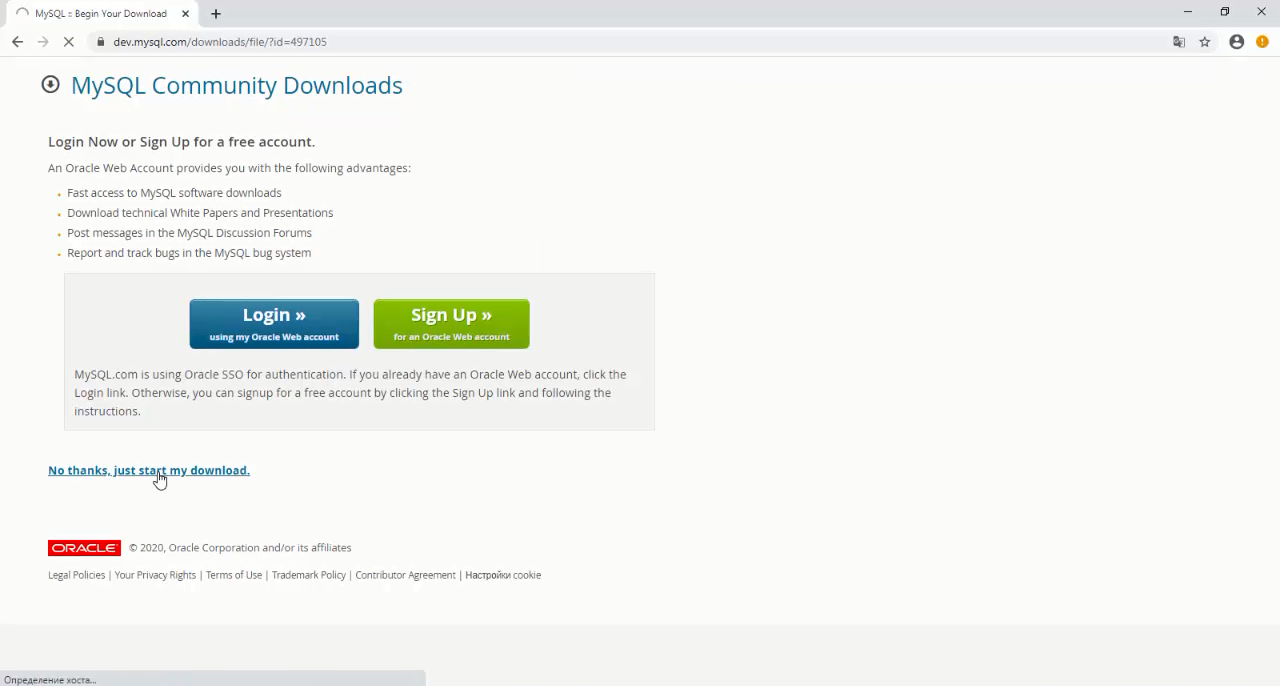 MySQL :: Begin Your Download
dev.mysql.com/downloads/file/?id=497105
MySQL Community Downloads
Login Now or Sign Up for a free account.
An Oracle Web Account provides you with the following advantages:
Fast access to MySQL software downloads
Download technical White Papers and Presentations
Post messages in the MySQL Discussion Forums
Report and track bugs in the MySQL bug system
Login »
using my Oracle Web account
Sign Up »
for an Oracle Web account
MySQL.com is using Oracle SSO for authentication. If you already have an Oracle Web account, click the
Login link. Otherwise, you can signup for a free account by clicking the Sign Up link and following the
instructions.
No thanks, just start my download.
ORACLE © 2020, Oracle Corporation and/or its affiliates
Legal Policies | Your Privacy Rights | Terms of Use | Trademark Policy | Contributor Agreement | Настройки cookie
Определение хоста...